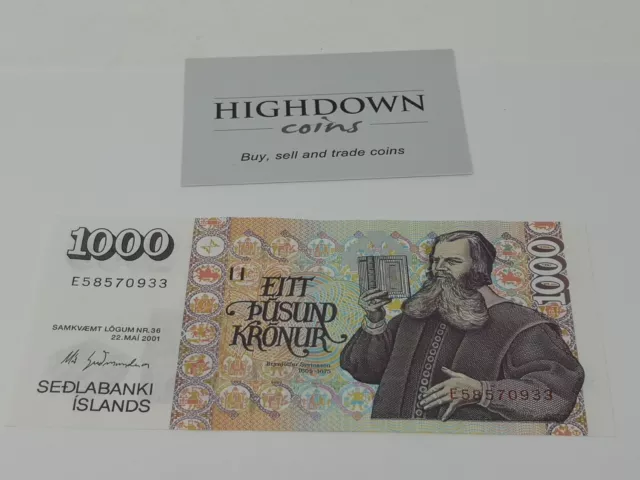 HIGHDOWN
coins
Buy, sell and trade coins
1000
E58570933
SAMKVÆMT LÖGUM NR.36
22.MAÍ 2001
SEÐLABANKI
ÍSLANDS
EITT
ÞÚSUND
KRÓNUR
1000
E58570933